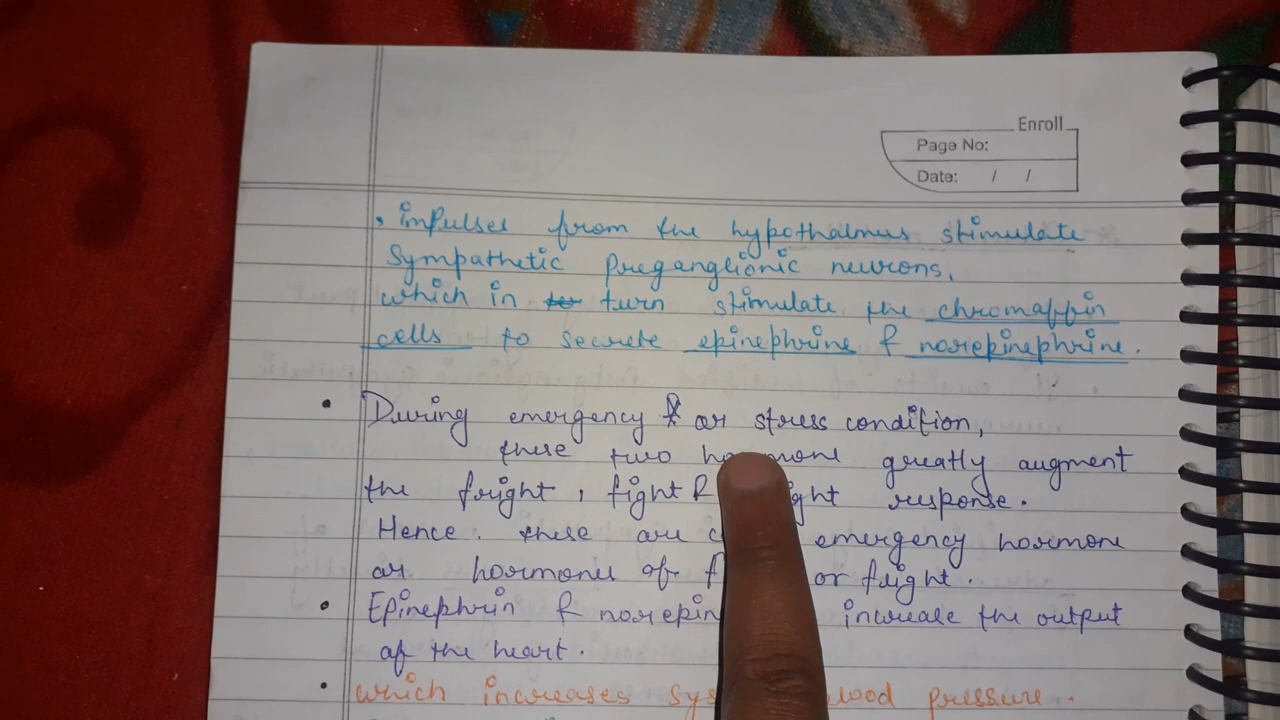 Enroll
Page No:
Date: / /
impulses from the hypothalmus stimulate
Sympathetic Preganglionic neurons,
which in turn stimulate the chromaffin
cells to secrete epinephrine & norepinephrine.
• During emergency or stress condition,
these two greatly augment
the fright, fight & response.
Hence. these are emergency hormone
or hormones of or flight.
• Epinephrin & increase the output
of the heart.
• which increases pressure.